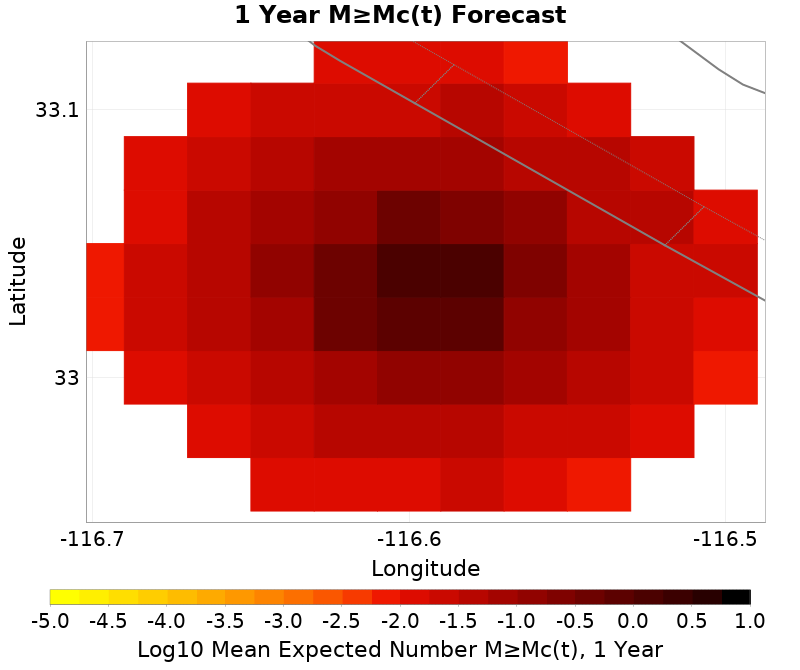 1 Year M≥Mc(t) Forecast
33.1
33
Latitude
-116.7 -116.6 -116.5
Longitude
-5.0 -4.5 -4.0 -3.5 -3.0 -2.5 -2.0 -1.5 -1.0 -0.5 0.0 0.5 1.0
Log10 Mean Expected Number M≥Mc(t), 1 Year